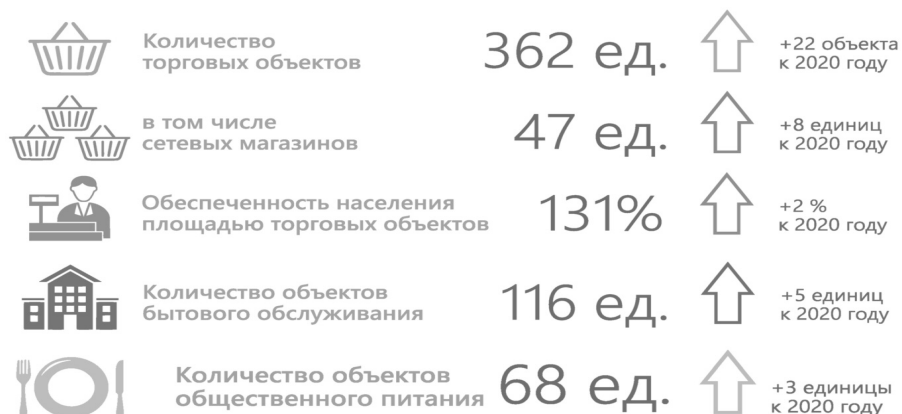 Количество
торговых объектов
362 ед.
+22 объекта
к 2020 году
в том числе
сетевых магазинов
47 ед.
+8 единиц
к 2020 году
Обеспеченность населения
площадью торговых объектов
131%
+2 %
к 2020 году
Количество объектов
бытового обслуживания
116 ед.
+5 единиц
к 2020 году
Количество объектов
общественного питания
68 ед.
+3 единицы
к 2020 году